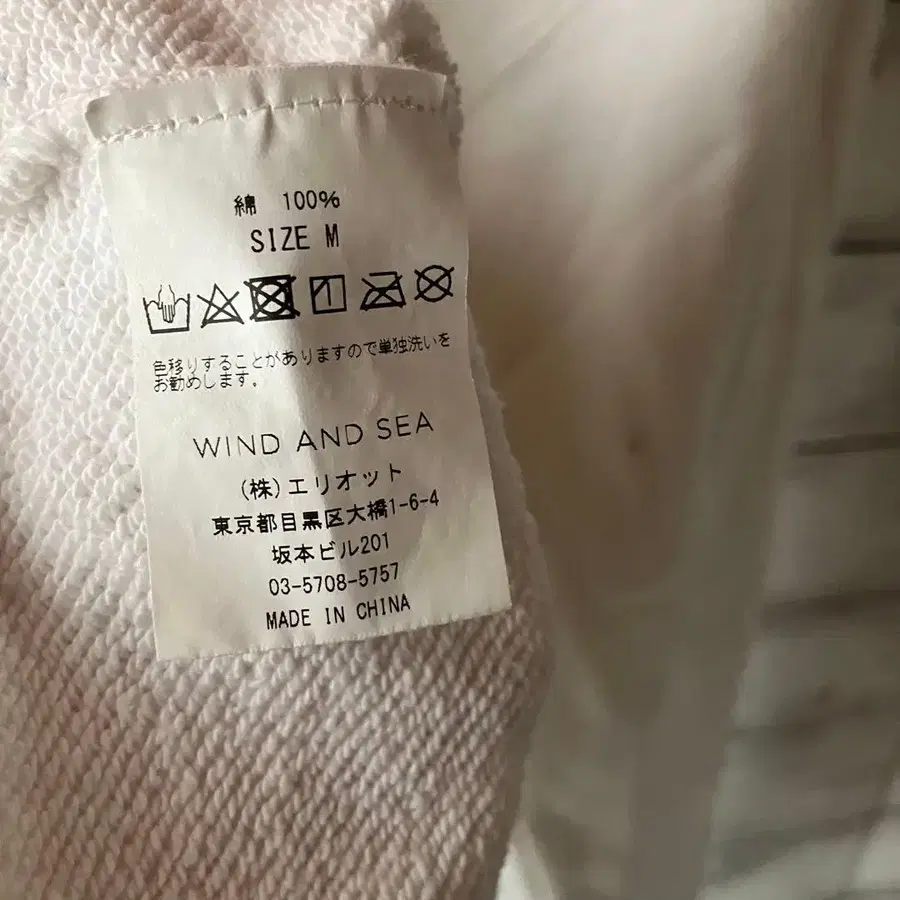 綿 100%
SIZE M
色移りすることがありますので単独洗いを
お勧めします。
WIND AND SEA
(株)エリオット
東京都目黒区大橋1-6-4
坂本ビル201
03-5708-5757
MADE IN CHINA